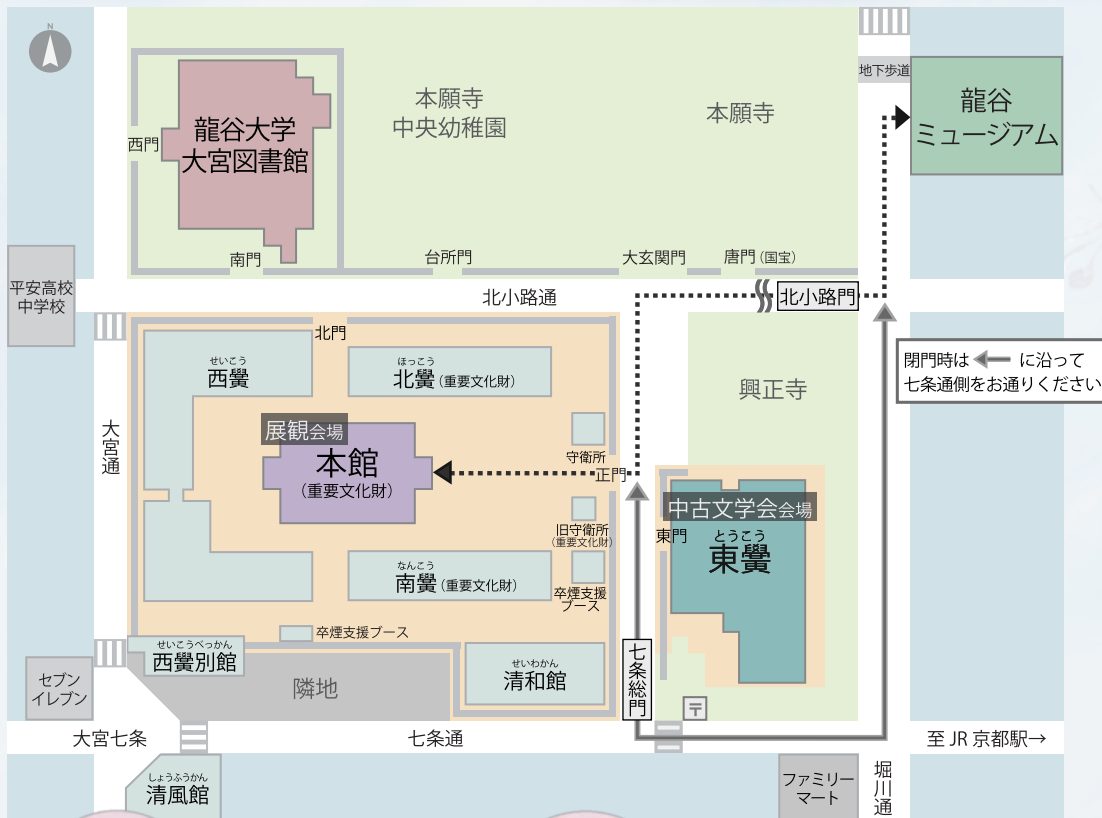 N
地下歩道
龍谷
ミュージアム
本願寺
中央幼稚園
本願寺
龍谷大学
大宮図書館
西門
南門
台所門
大玄関門
唐門(国宝)
平安高校
中学校
北小路通
北小路門
北門
せいこう
西黌
ほっこう
北黌(重要文化財)
興正寺
閉門時は に沿って
七条通側をお通りください
大宮通
展観会場
本館
(重要文化財)
守衛所
正門
旧守衛所
(重要文化財)
中古文学会会場
東門
とうこう
東黌
なんこう
南黌(重要文化財)
卒煙支援
ブース
卒煙支援ブース
せいこうべっかん
西黌別館
隣地
せいわかん
清和館
七条総門
〒
セブン
イレブン
大宮七条
七条通
至 JR 京都駅→
しょうふうかん
清風館
ファミリー
マート
堀川通